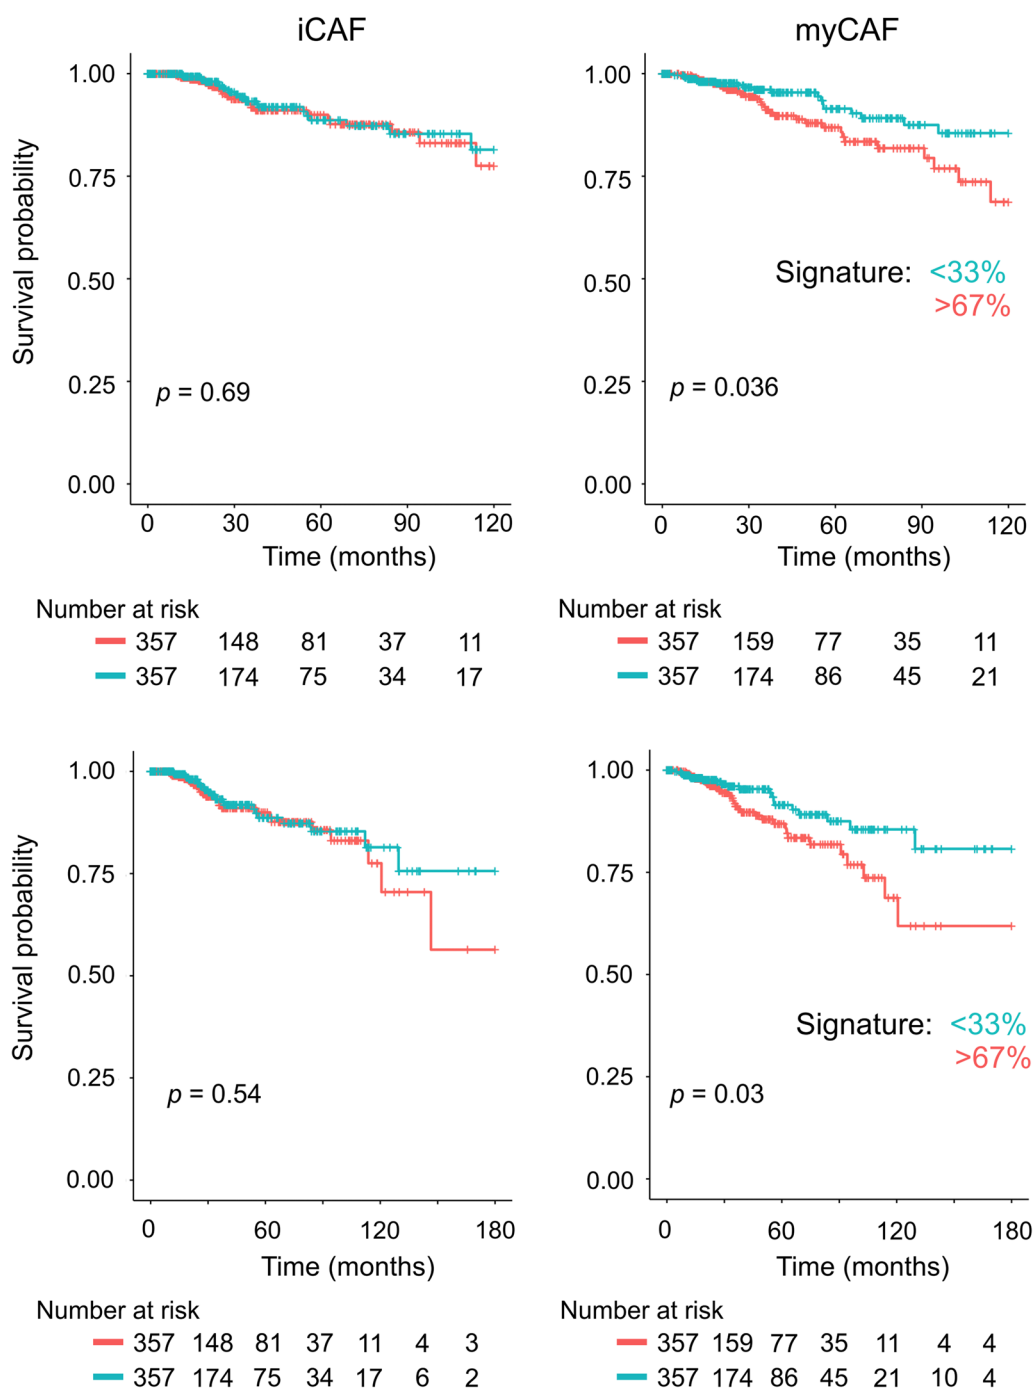 iCAF
myCAF
Survival probability
1.00
0.75
0.50
0.25
0.00
p = 0.69
0 30 60 90 120
Time (months)
1.00
0.75
0.50
0.25
0.00
Signature: <33%
>67%
p = 0.036
0 30 60 90 120
Time (months)
Number at risk
357 148 81 37 11
357 174 75 34 17
Number at risk
357 159 77 35 11
357 174 86 45 21
Survival probability
1.00
0.75
0.50
0.25
0.00
p = 0.54
0 60 120 180
Time (months)
1.00
0.75
0.50
0.25
0.00
Signature: <33%
>67%
p = 0.03
0 60 120 180
Time (months)
Number at risk
357 148 81 37 11 4 3
357 174 75 34 17 6 2
Number at risk
357 159 77 35 11 4 4
357 174 86 45 21 10 4